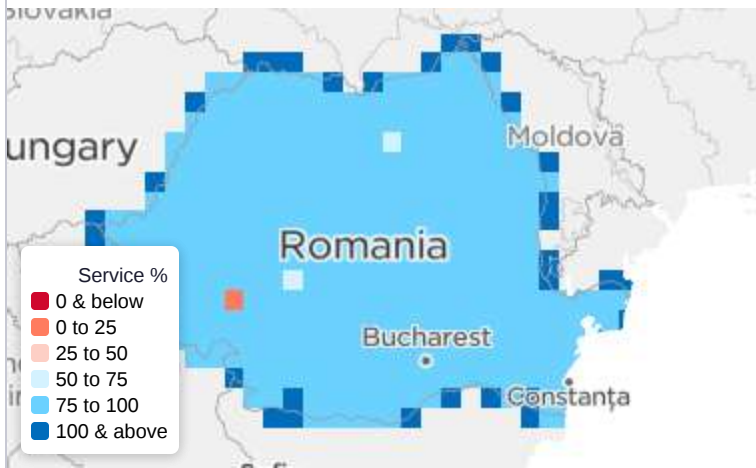 Slovakia
ungary
Moldova
Romania
Bucharest
Constanța
Service %
0 & below
0 to 25
25 to 50
50 to 75
75 to 100
100 & above